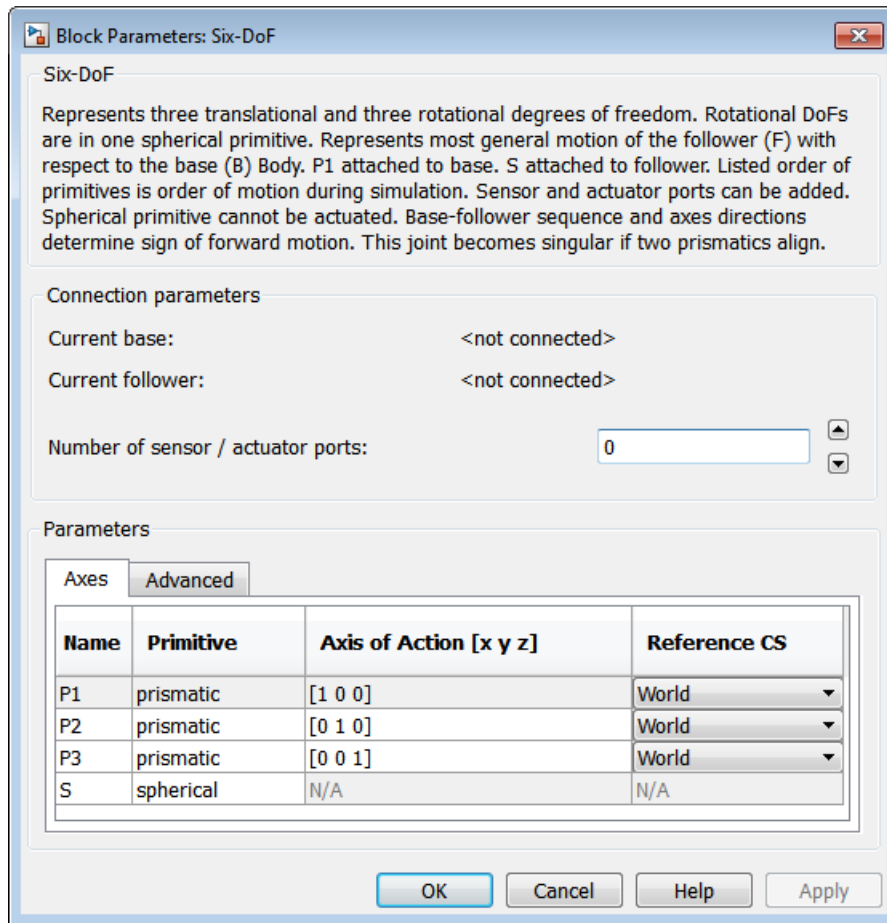 Block Parameters: Six-DoF
Six-DoF
Represents three translational and three rotational degrees of freedom. Rotational DoFs
are in one spherical primitive. Represents most general motion of the follower (F) with
respect to the base (B) Body. P1 attached to base. S attached to follower. Listed order of
primitives is order of motion during simulation. Sensor and actuator ports can be added.
Spherical primitive cannot be actuated. Base-follower sequence and axes directions
determine sign of forward motion. This joint becomes singular if two prismatics align.
Connection parameters
Current base: <not connected>
Current follower: <not connected>
Number of sensor / actuator ports: 0
Parameters
Axes Advanced
Name Primitive Axis of Action [x y z] Reference CS
P1 prismatic [1 0 0] World
P2 prismatic [0 1 0] World
P3 prismatic [0 0 1] World
S spherical N/A N/A
OK Cancel Help Apply